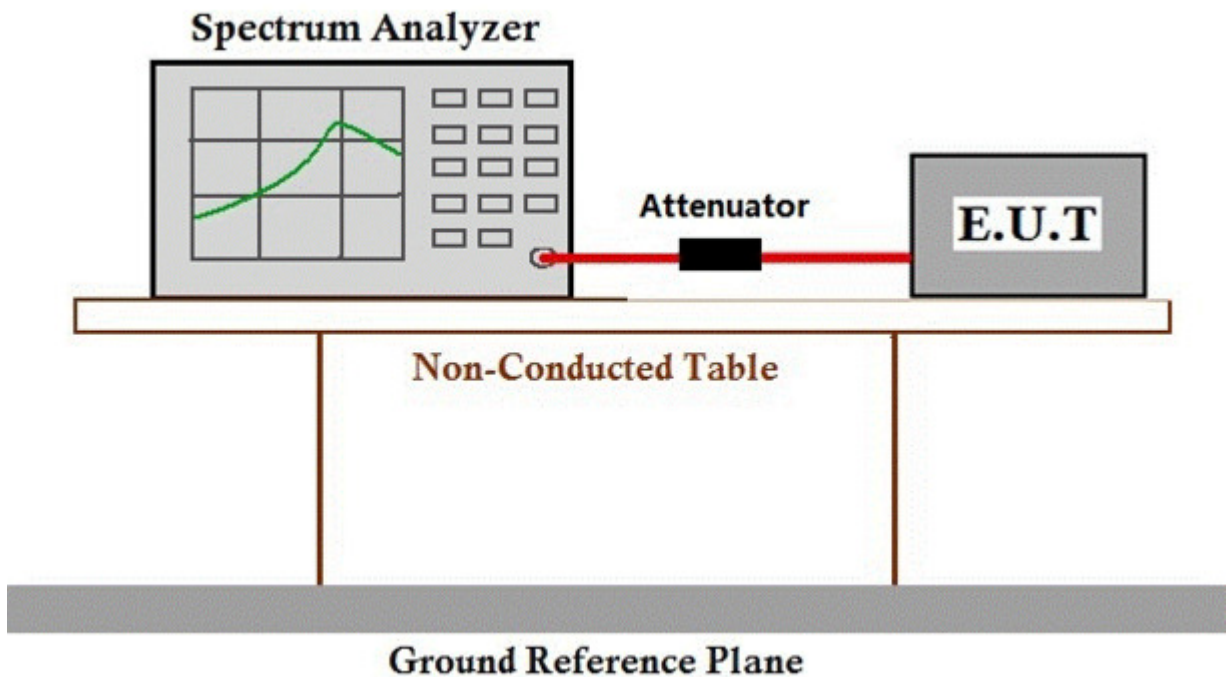 Spectrum Analyzer
Attenuator
E.U.T
Non-Conducted Table
Ground Reference Plane